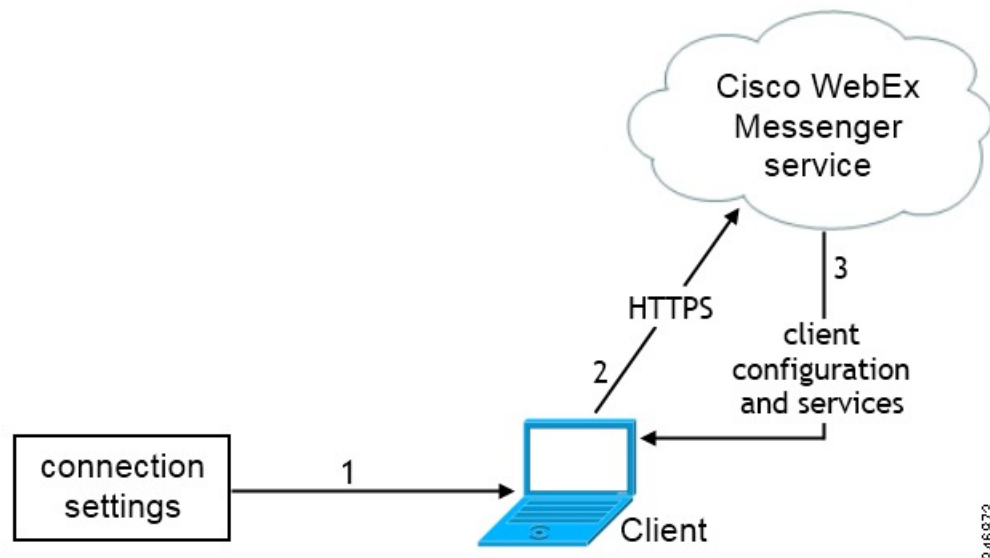 Cisco WebEx
Messenger
service
3
HTTPS
client
configuration
and services
2
connection
settings
1
Client